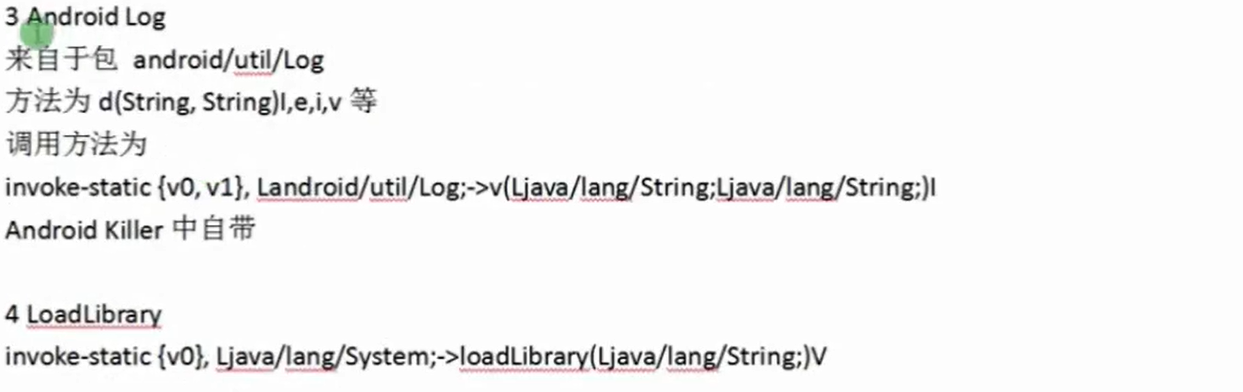 3 Android Log
来自于包 android/util/Log
方法为 d(String, String)I,e,i,v 等
调用方法为
invoke-static {v0, v1}, Landroid/util/Log;->v(Ljava/lang/String;Ljava/lang/String;)I
Android Killer 中自带
4 LoadLibrary
invoke-static {v0}, Ljava/lang/System;->loadLibrary(Ljava/lang/String;)V